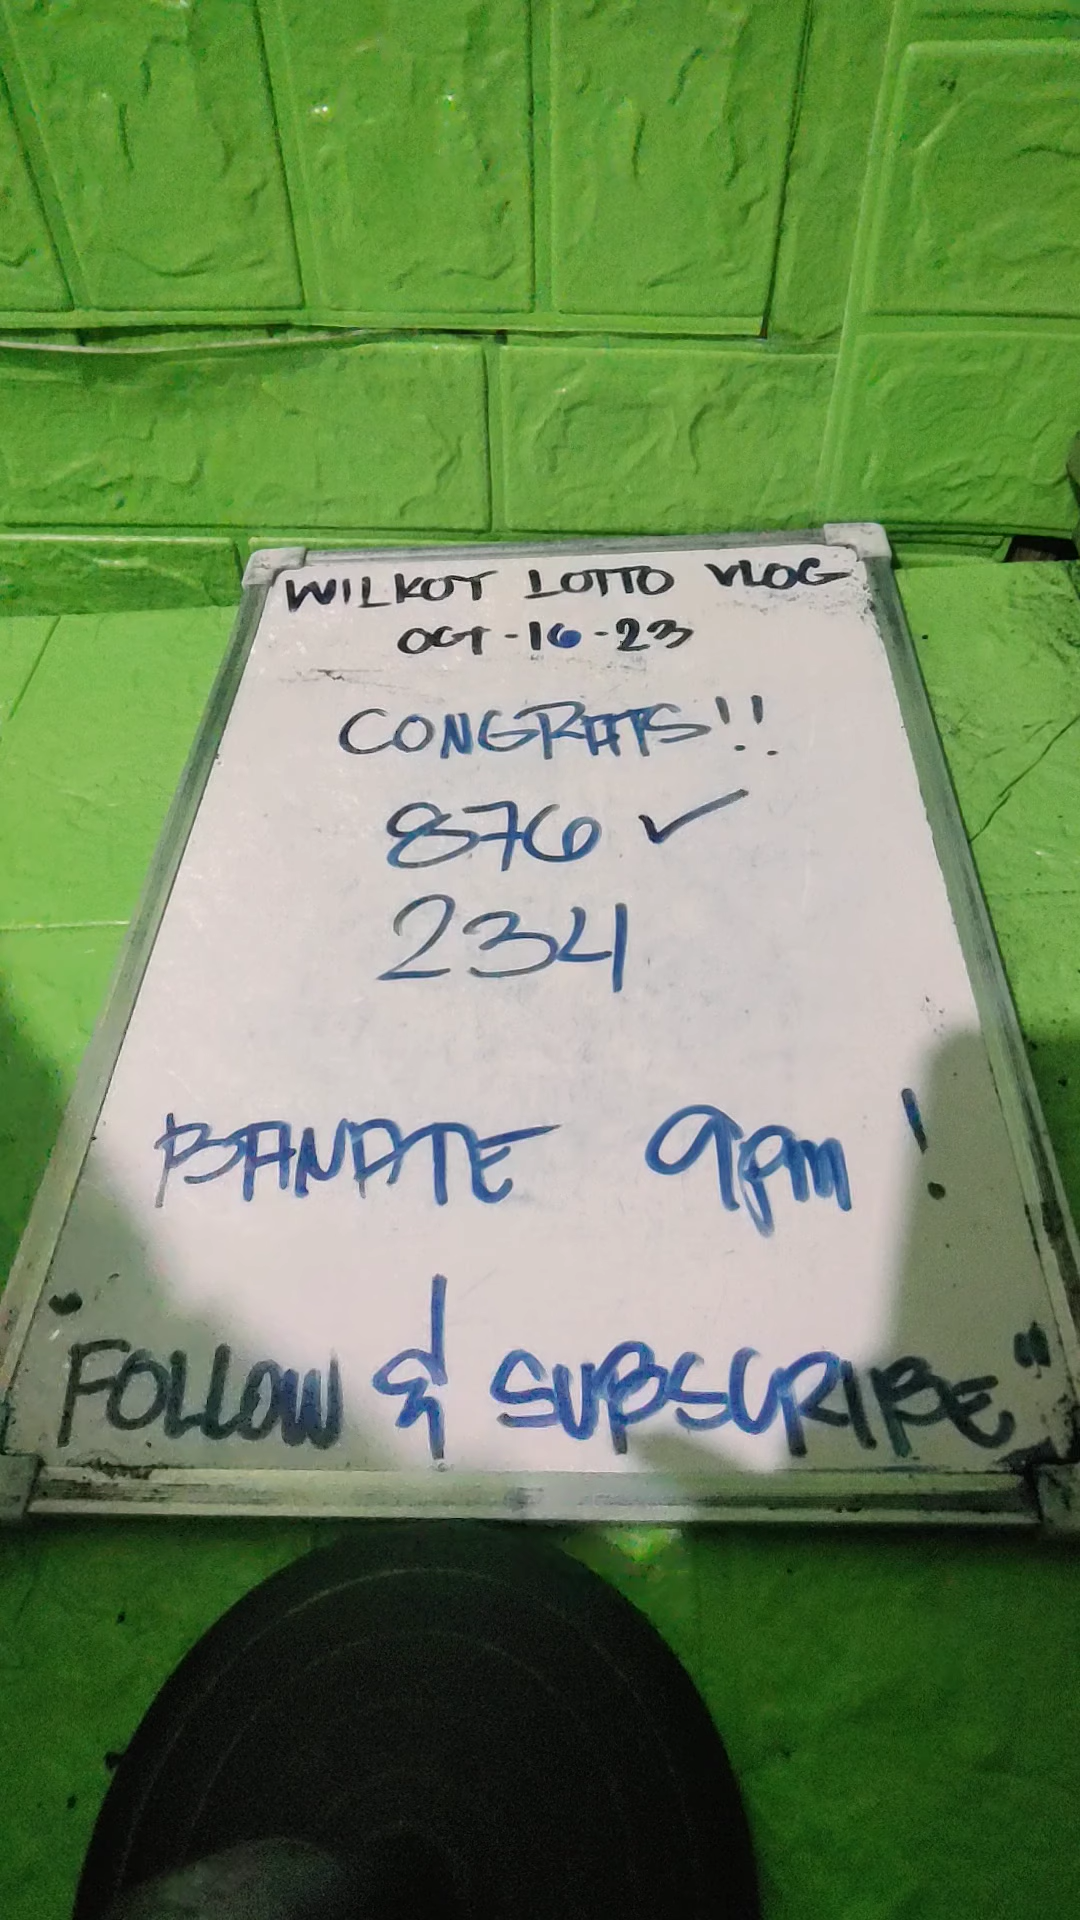 WILKOT LOTTO VLOG
OCT-16-23
CONGRATS!!
876 ✓
234
BANATE 9pm !
"FOLLOW & SUBSCRIBE"